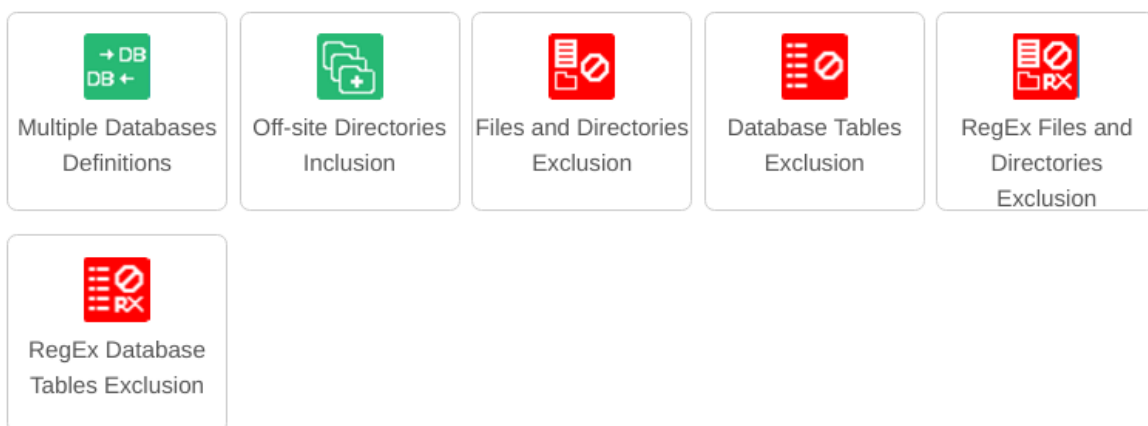 → DB
DB ←
Multiple Databases
Definitions
Off-site Directories
Inclusion
Files and Directories
Exclusion
Database Tables
Exclusion
RX
RegEx Files and
Directories
Exclusion
RX
RegEx Database
Tables Exclusion